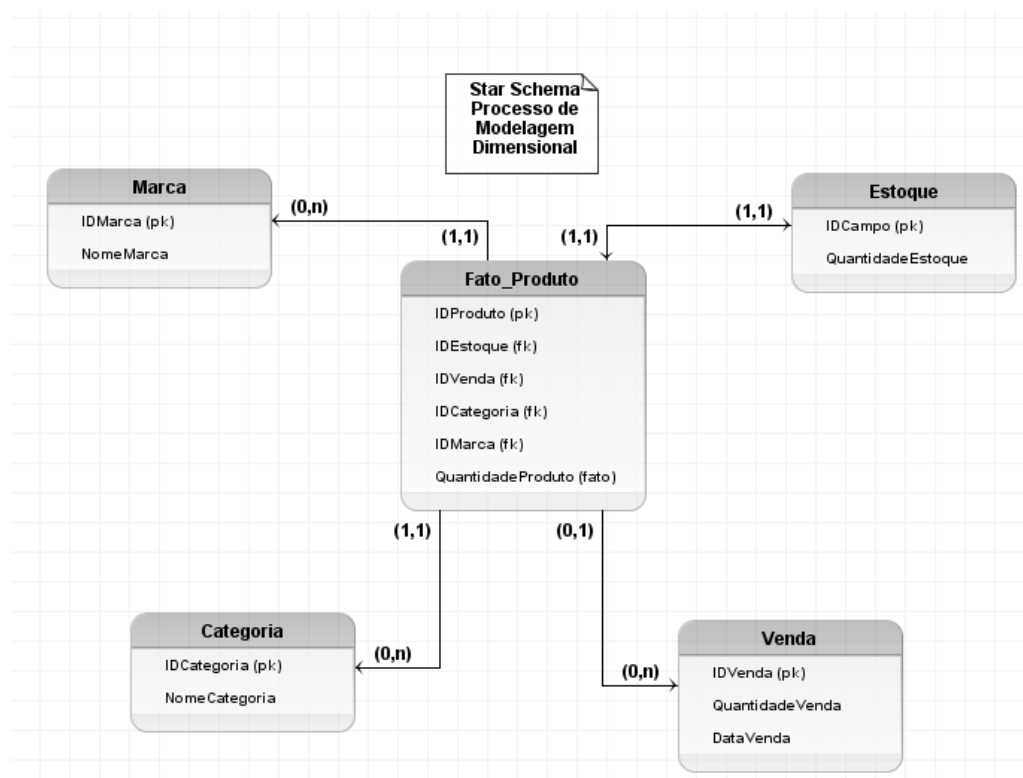 Star Schema
Processo de
Modelagem
Dimensional
Marca
IDMarca (pk)
NomeMarca
(0,n)
(1,1)
Estoque
IDCampo (pk)
QuantidadeEstoque
(1,1)
(1,1)
Fato_Produto
IDProduto (pk)
IDEstoque (fk)
IDVenda (fk)
IDCategoria (fk)
IDMarca (fk)
QuantidadeProduto (fato)
(1,1)
(0,1)
Categoria
IDCategoria (pk)
NomeCategoria
(0,n)
(0,n)
Venda
IDVenda (pk)
QuantidadeVenda
DataVenda